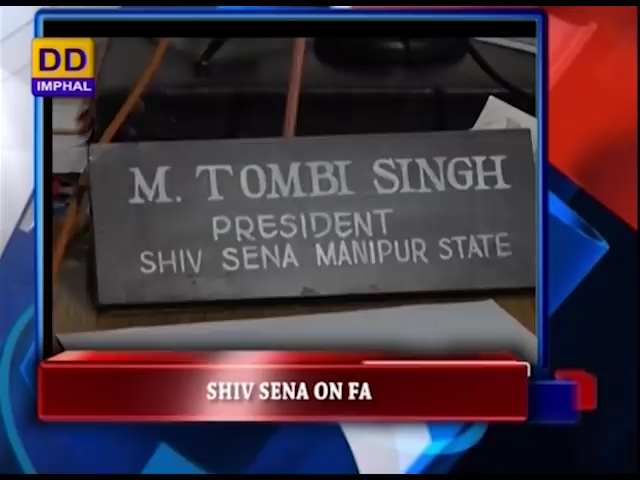 DD
IMPHAL
M. TOMBI SINGH
PRESIDENT
SHIV SENA MANIPUR STATE
SHIV SENA ON FA